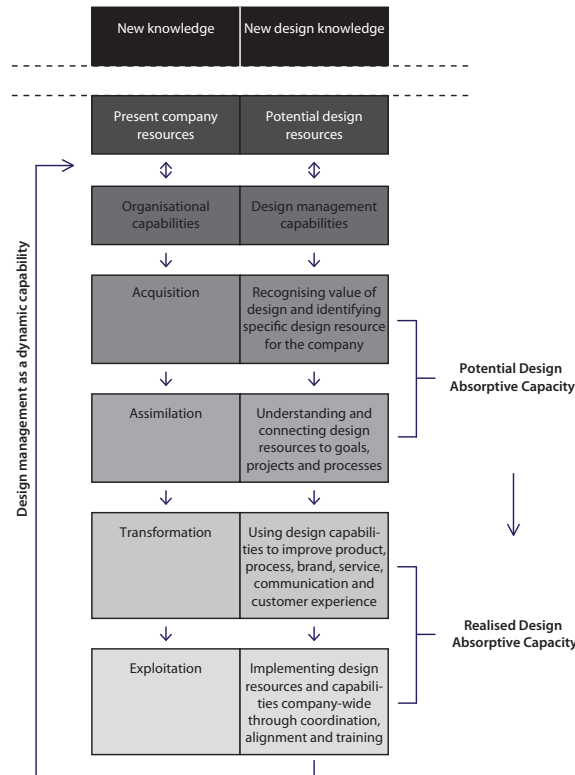 New knowledge
New design knowledge
Present company
resources
Potential design
resources
Organisational
capabilities
Design management
capabilities
Acquisition
Recognising value of
design and identifying
specific design resource
for the company
Potential Design
Absorptive Capacity
Assimilation
Understanding and
connecting design
resources to goals,
projects and processes
Transformation
Using design capabili-
ties to improve product,
process, brand, service,
communication and
customer experience
Realised Design
Absorptive Capacity
Exploitation
Implementing design
resources and capabili-
ties company-wide
through coordination,
alignment and training
Design management as a dynamic capability